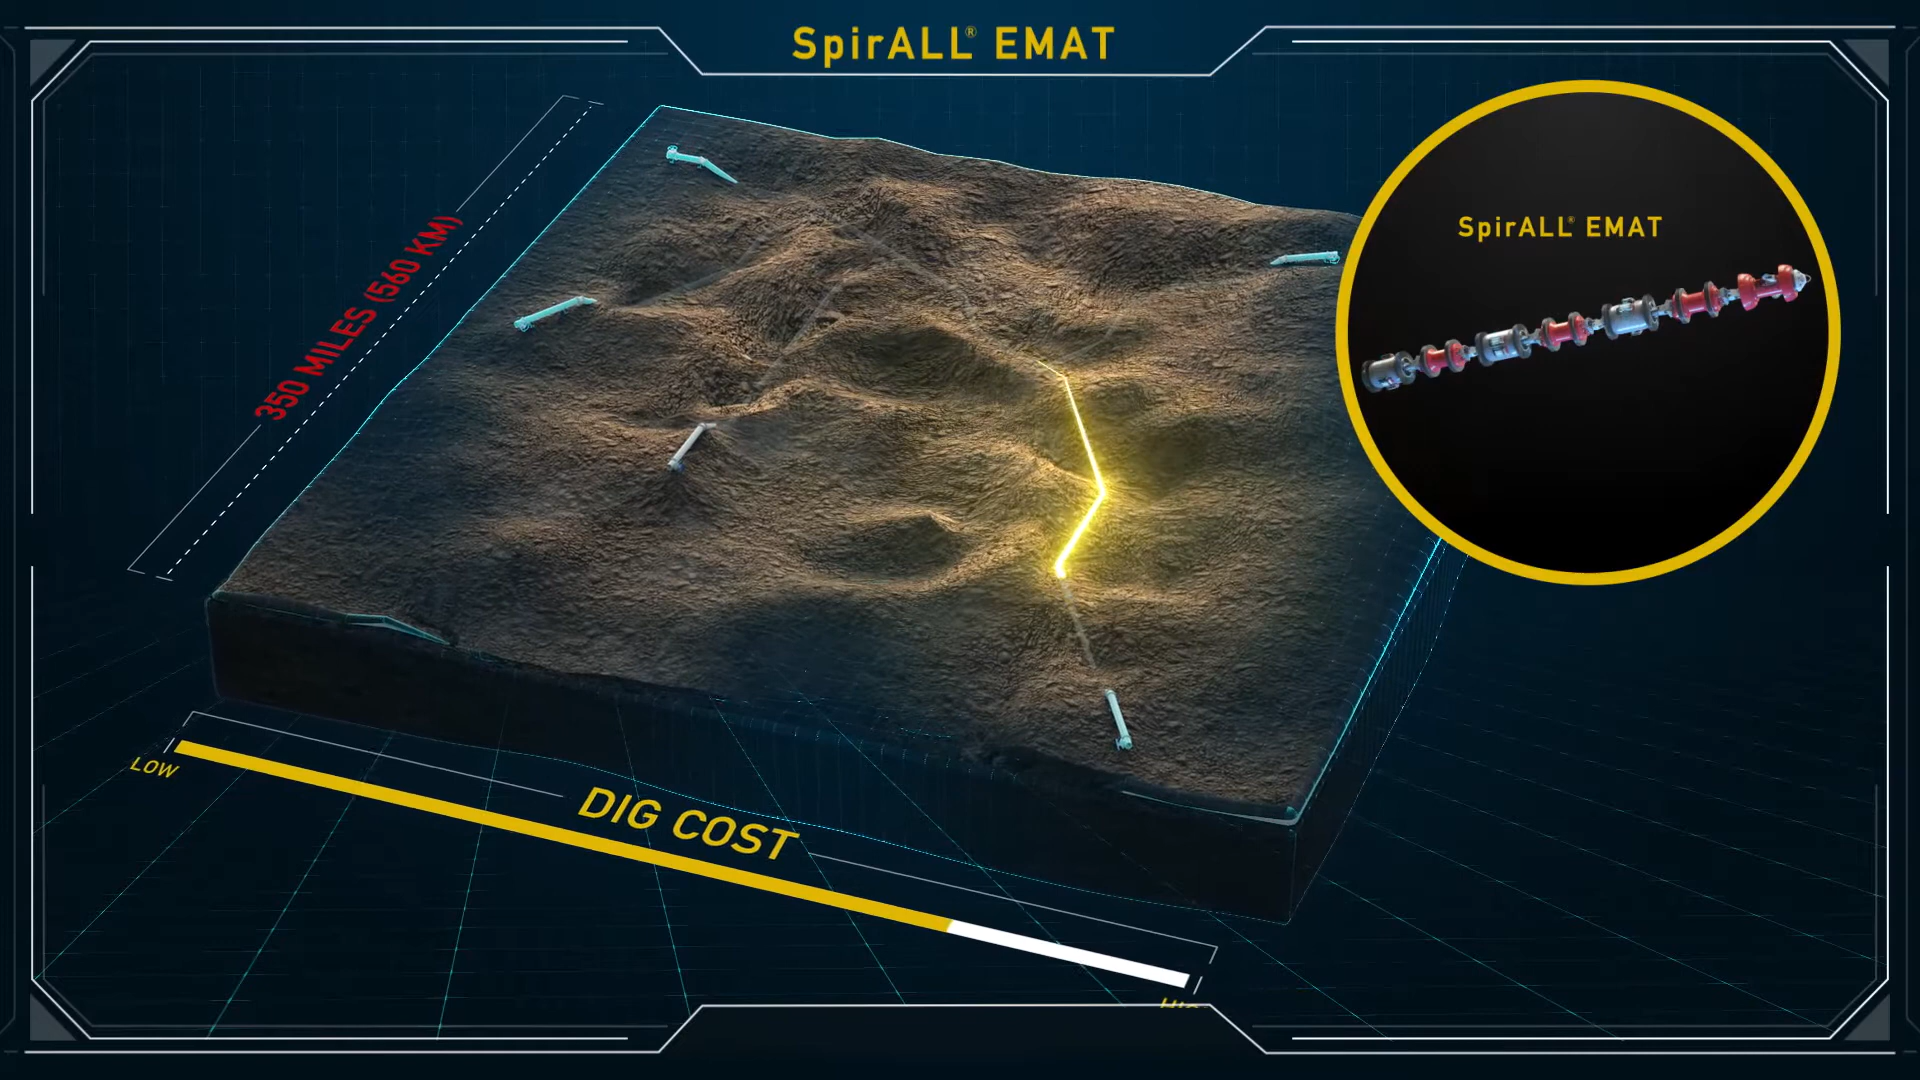 SpirALL® EMAT
SpirALL® EMAT
350 MILES (560 KM)
LOW
DIG COST